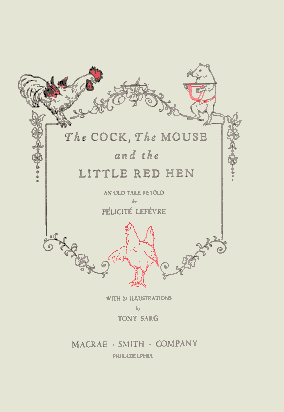 The COCK, The MOUSE
and the
LITTLE RED HEN
AN OLD TALE RETOLD
by
FÉLICITÉ LEFÈVRE
WITH 24 ILLUSTRATIONS
by
TONY SARG
MACRAE · SMITH · COMPANY
PHILADELPHIA